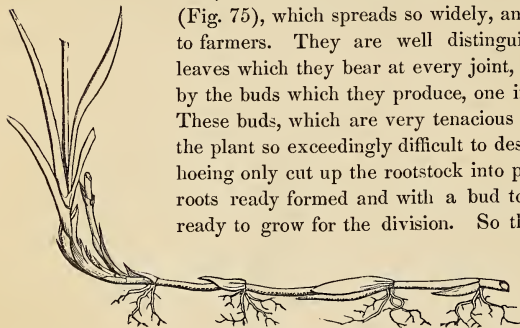 (Fig. 75), which spreads so widely, an
to farmers. They are well distingui
leaves which they bear at every joint,
by the buds which they produce, one i
These buds, which are very tenacious
the plant so exceedingly difficult to des
hoeing only cut up the rootstock into p
roots ready formed and with a bud to
ready to grow for the division. So th